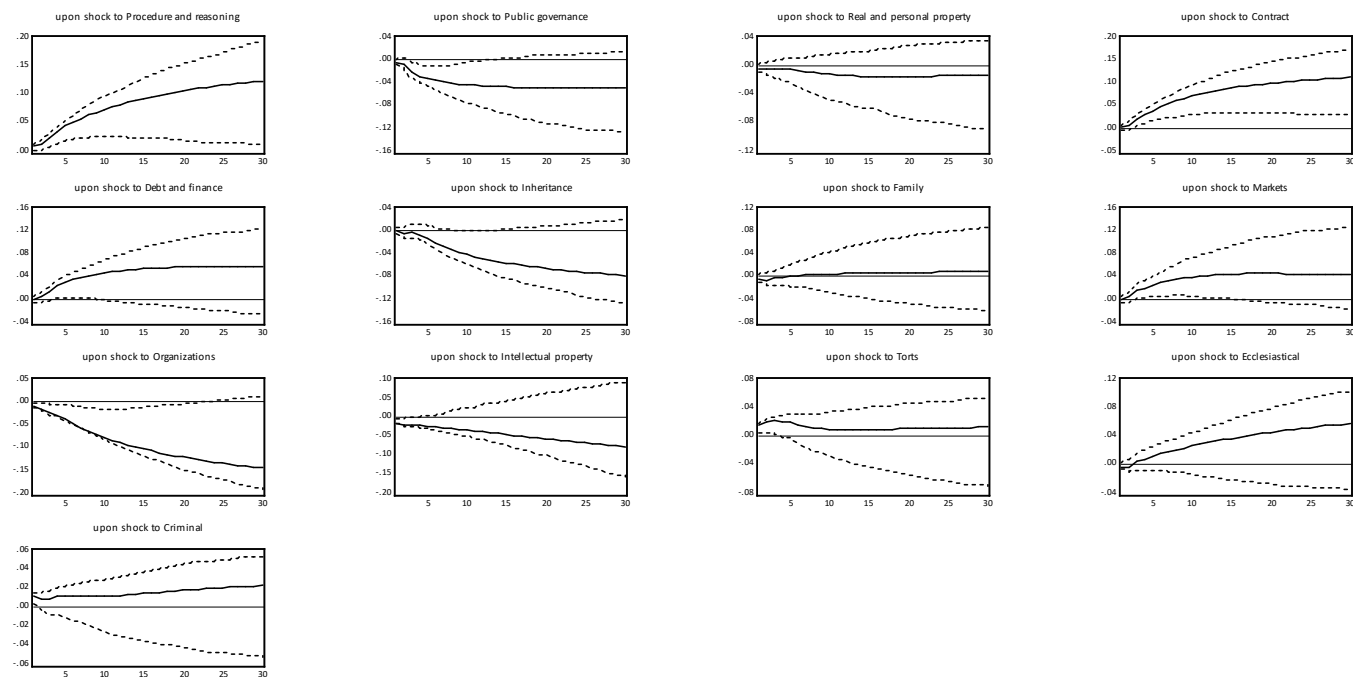 upon shock to Procedure and reasoning
.20
.15
.10
.05
.00
5 10 15 20 25 30
upon shock to Public governance
.04
.00
-.04
-.08
-.12
-.16
5 10 15 20 25 30
upon shock to Real and personal property
.04
.00
-.04
-.08
-.12
5 10 15 20 25 30
upon shock to Contract
.20
.15
.10
.05
.00
-.05
5 10 15 20 25 30
upon shock to Debt and finance
.16
.12
.08
.04
.00
-.04
5 10 15 20 25 30
upon shock to Inheritance
.04
.00
-.04
-.08
-.12
-.16
5 10 15 20 25 30
upon shock to Family
.12
.08
.04
.00
-.04
-.08
5 10 15 20 25 30
upon shock to Markets
.16
.12
.08
.04
.00
-.04
5 10 15 20 25 30
upon shock to Organizations
.05
.00
-.05
-.10
-.15
-.20
5 10 15 20 25 30
upon shock to Intellectual property
.10
.05
.00
-.05
-.10
-.15
-.20
5 10 15 20 25 30
upon shock to Torts
.08
.04
.00
-.04
-.08
5 10 15 20 25 30
upon shock to Ecclesiastical
.12
.08
.04
.00
-.04
5 10 15 20 25 30
upon shock to Criminal
.06
.04
.02
.00
-.02
-.04
-.06
5 10 15 20 25 30